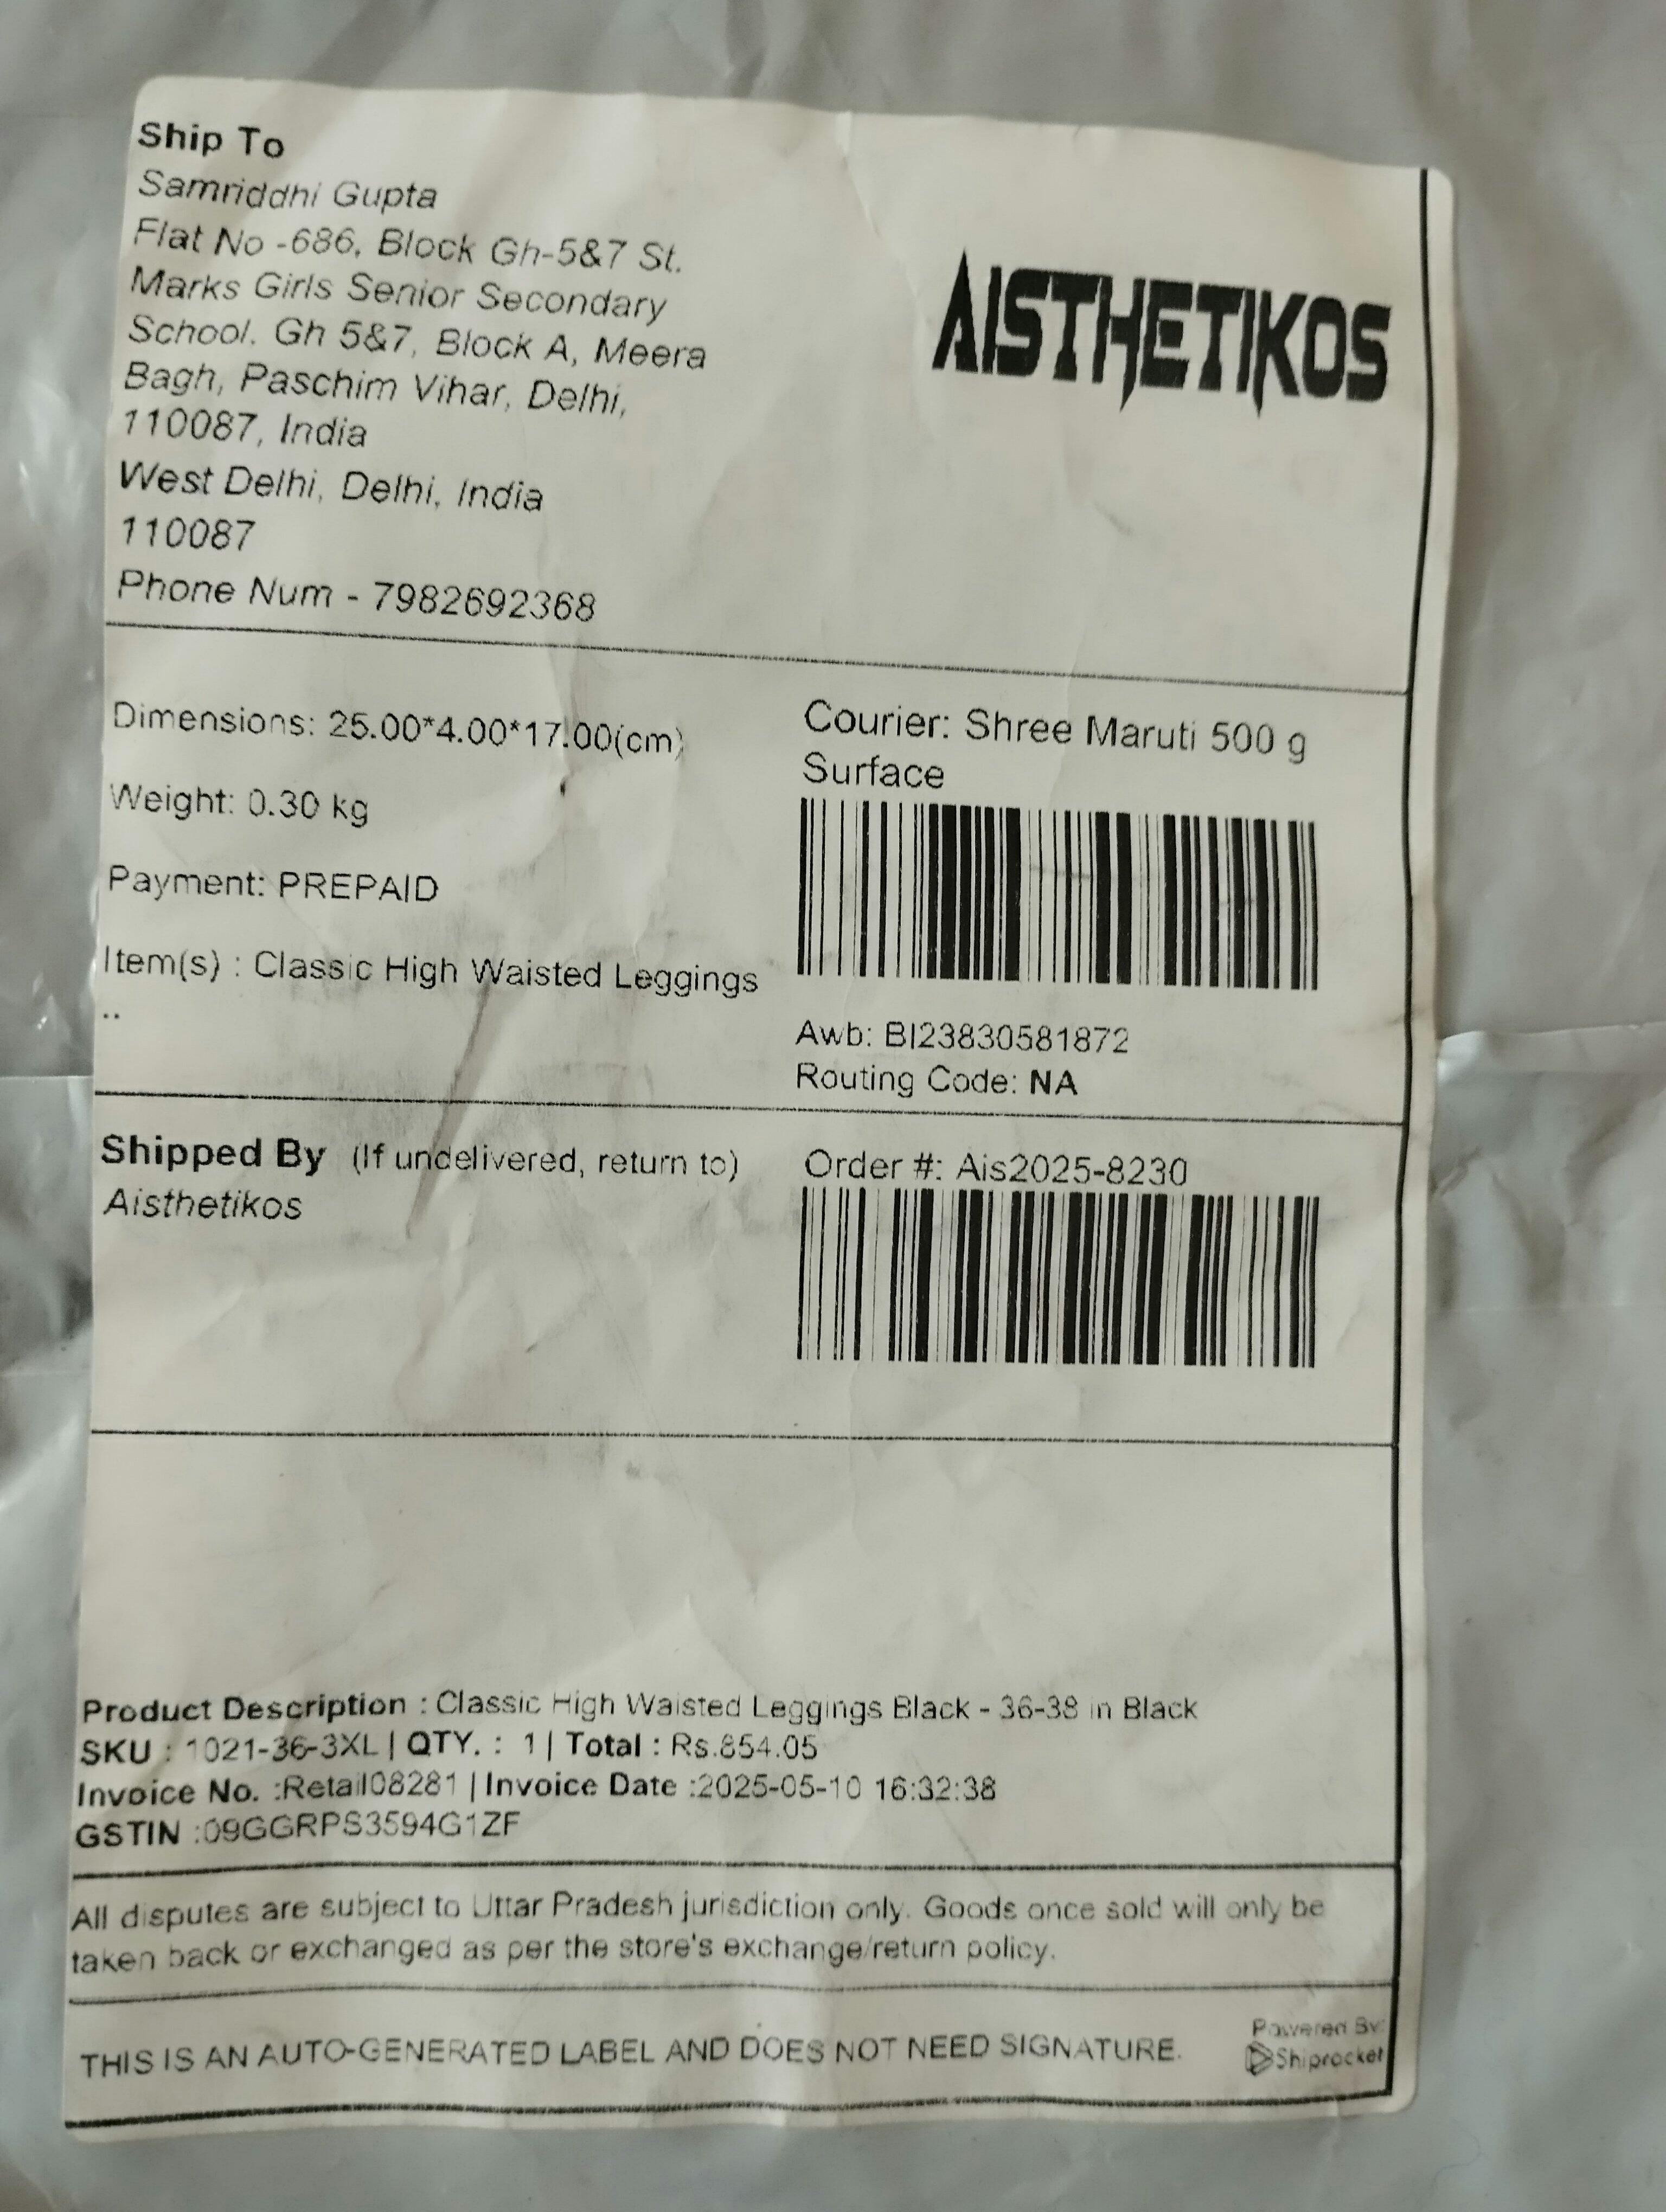 Ship To
Samriddhi Gupta
Flat No -686, Block Gh-5&7 St.
Marks Girls Senior Secondary
School. Gh 5&7, Block A, Meera
Bagh, Paschim Vihar, Delhi,
110087, India
West Delhi, Delhi, India
110087
Phone Num - 7982692368
AISTHETIKOS
Dimensions: 25.00*4.00*17.00(cm)
Weight: 0.30 kg
Payment: PREPAID
Item(s) : Classic High Waisted Leggings
..
Courier: Shree Maruti 500 g
Surface
Awb: BI23830581872
Routing Code: NA
Shipped By (If undelivered, return to)
Aisthetikos
Order #: Ais2025-8230
Product Description : Classic High Waisted Leggings Black - 36-38 in Black
SKU : 1021-36-3XL | QTY. : 1 | Total : Rs.854.05
Invoice No. :Retail08281 | Invoice Date :2025-05-10 16:32:38
GSTIN :09GGRPS3594G1ZF
All disputes are subject to Uttar Pradesh jurisdiction only. Goods once sold will only be
taken back or exchanged as per the store's exchange/return policy.
THIS IS AN AUTO-GENERATED LABEL AND DOES NOT NEED SIGNATURE.
Powered By:
Shiprocket